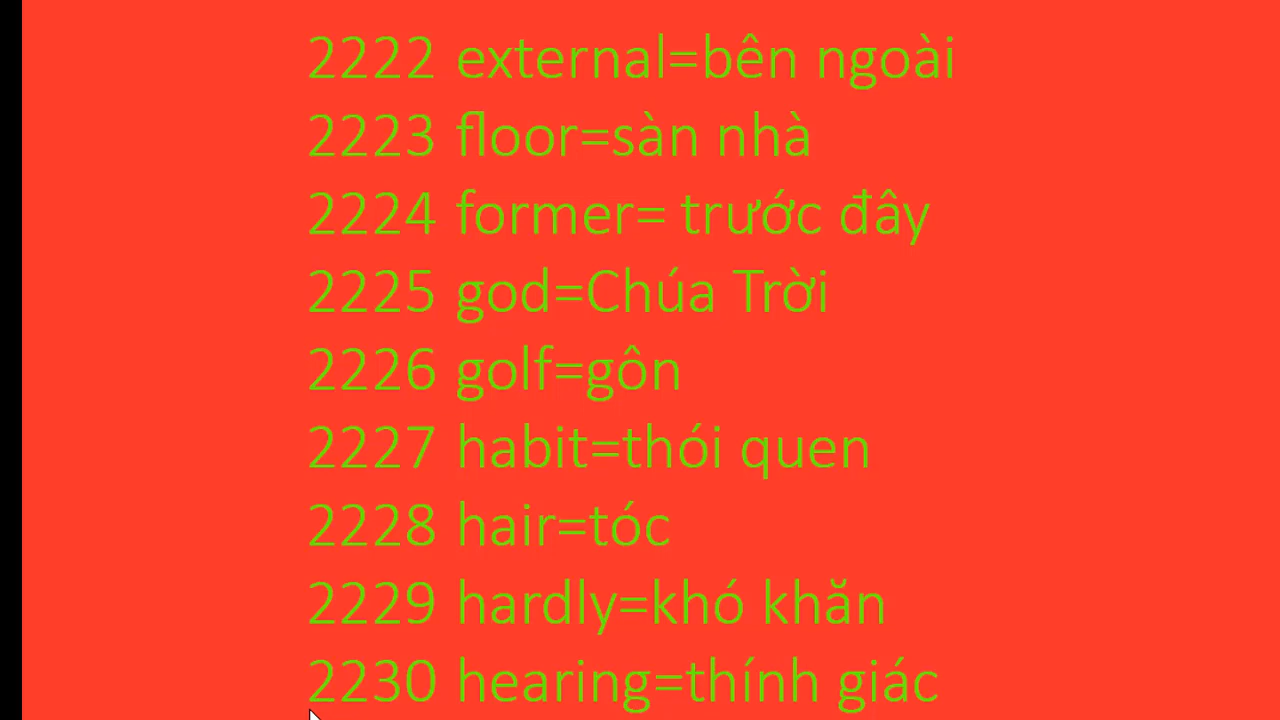 2222 external=bên ngoài
2223 floor=sàn nhà
2224 former= trước đây
2225 god=Chúa Trời
2226 golf=gôn
2227 habit=thói quen
2228 hair=tóc
2229 hardly=khó khăn
2230 hearing=thính giác